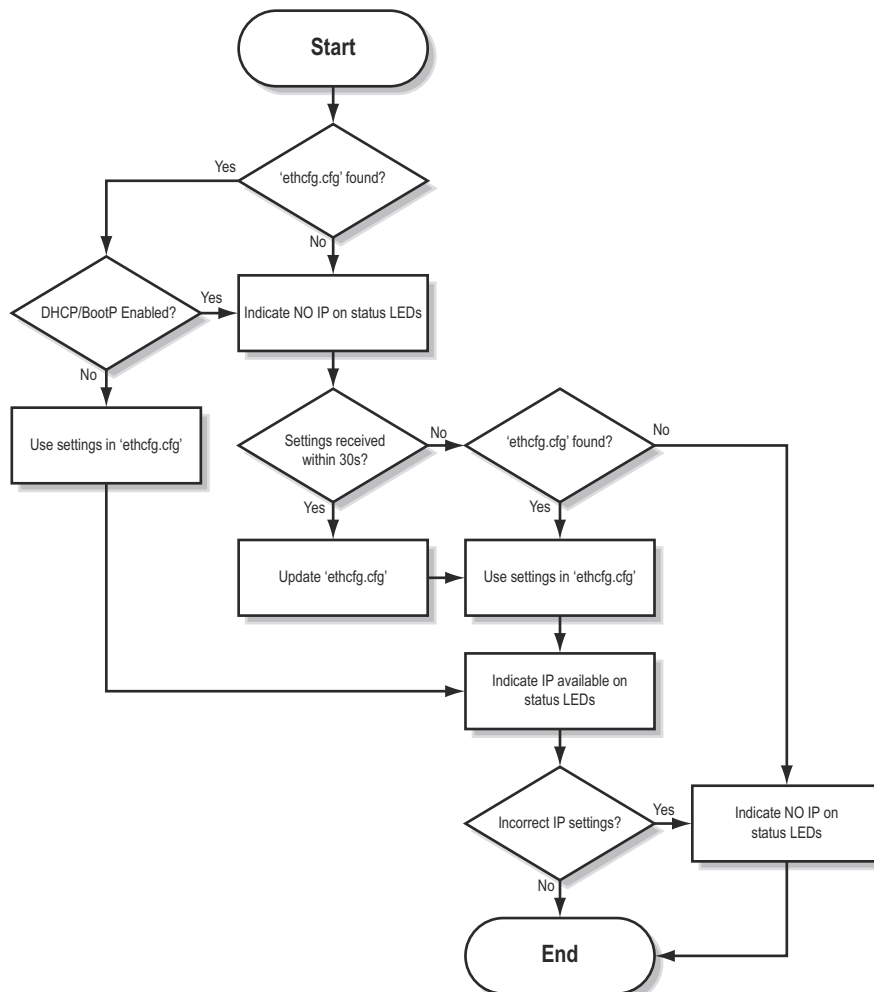 Start
Yes
'ethcfg.cfg' found?
No
DHCP/BootP Enabled?
Yes
Indicate NO IP on status LEDs
No
Use settings in 'ethcfg.cfg'
Settings received
within 30s?
No
'ethcfg.cfg' found?
No
Yes
Yes
Update 'ethcfg.cfg'
Use settings in 'ethcfg.cfg'
Indicate IP available on
status LEDs
Incorrect IP settings?
Yes
Indicate NO IP on
status LEDs
No
End